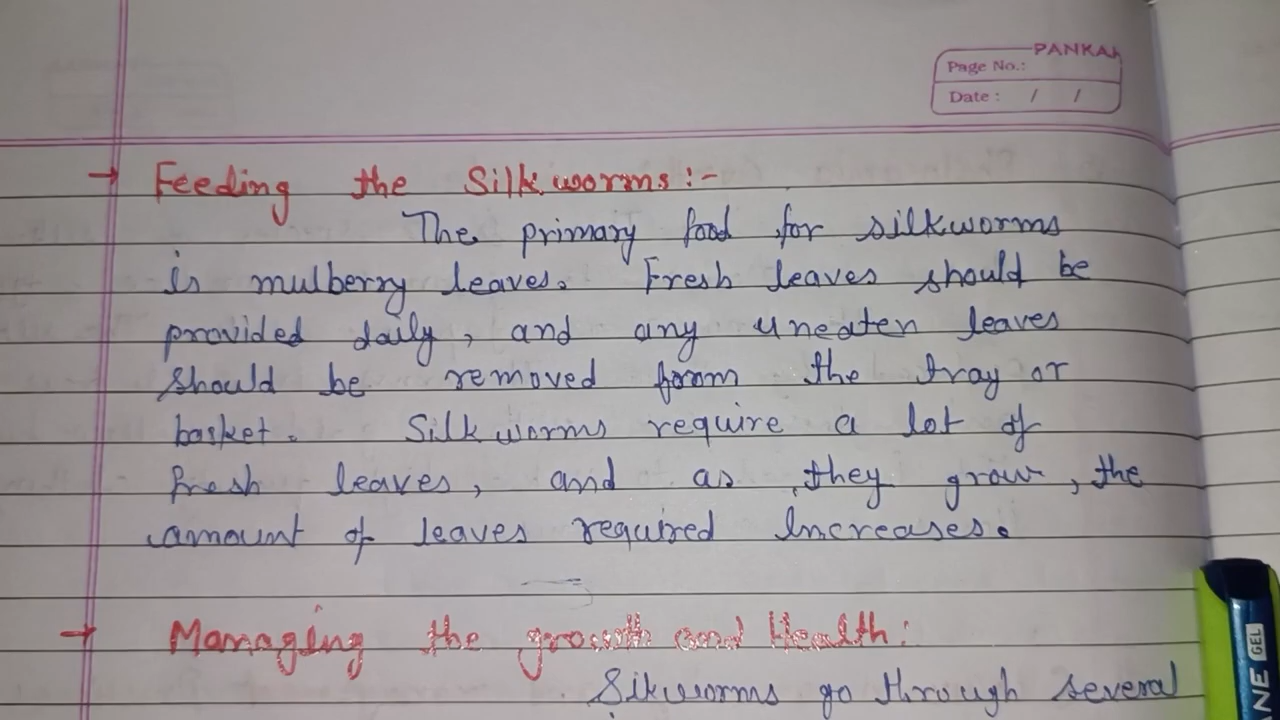 PANKAJ
Page No.:
Date : / /
→ Feeding the Silkworms :-
The primary food for silkworms
is mulberry leaves. Fresh leaves should be
provided daily, and any uneaten leaves
should be removed from the tray or
basket. Silkworms require a lot of
fresh leaves, and as they grow, the
amount of leaves required increases.
→ Managing the growth and Health :
Sikworms go through several
NE GEL